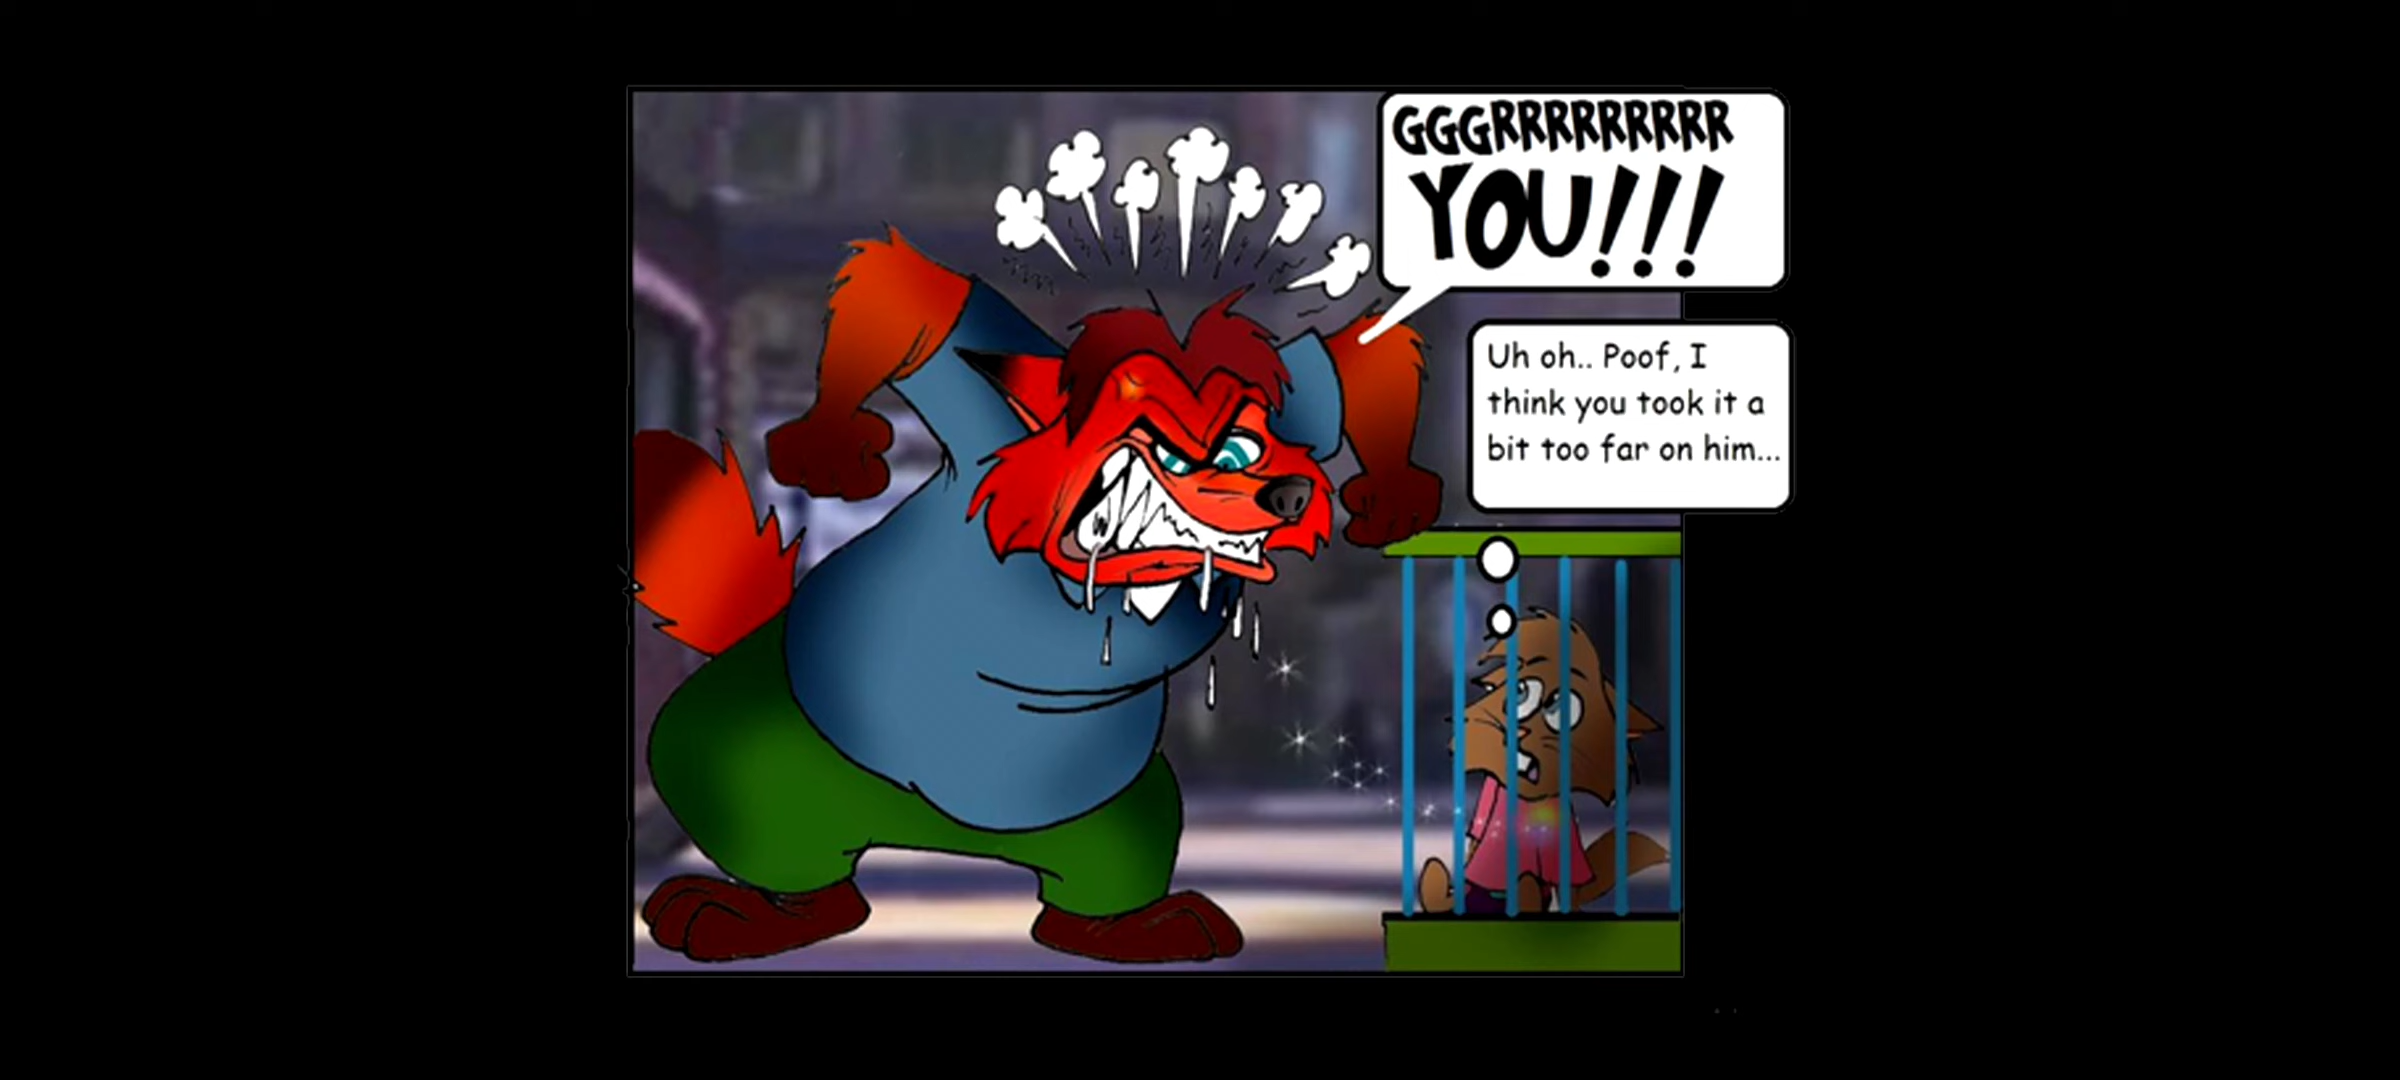 GGGRRRRRRRRR
YOU!!!
Uh oh.. Poof, I
think you took it a
bit too far on him...